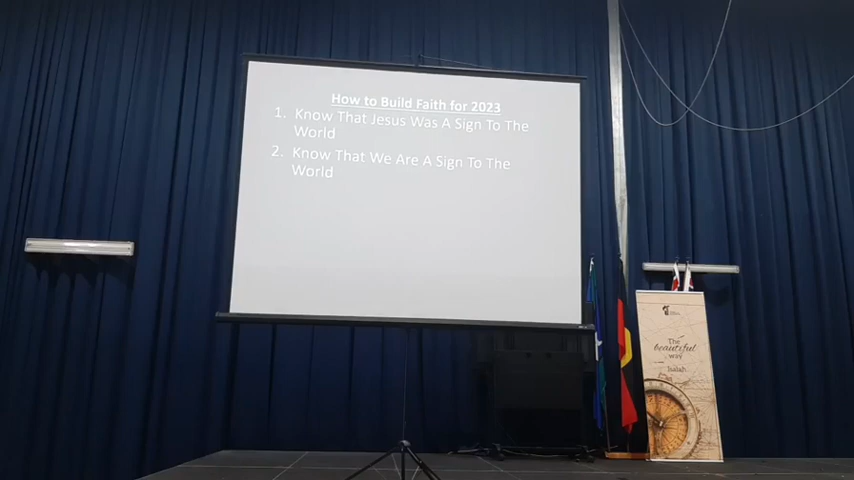 How to Build Faith for 2023
1. Know That Jesus Was A Sign To The
World
2. Know That We Are A Sign To The
World
The
beautiful
way
Isaiah